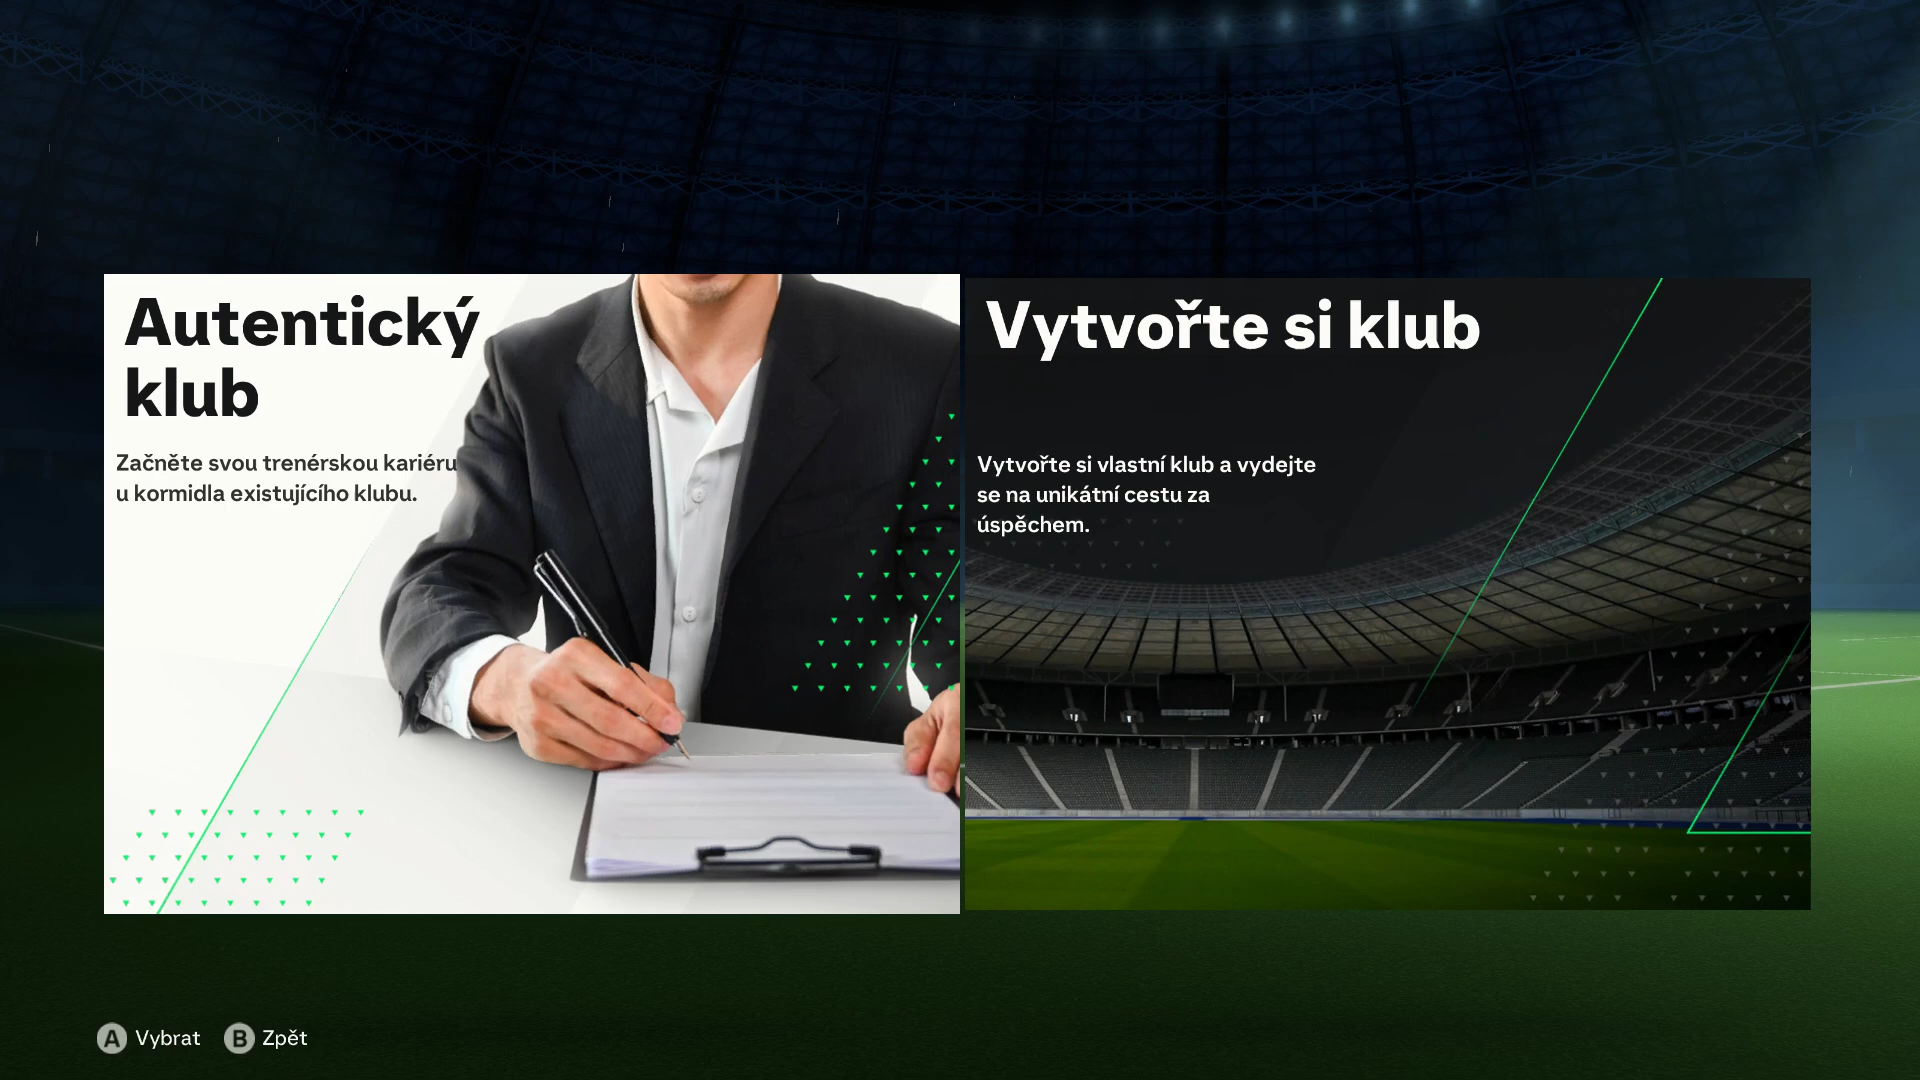 Autentický
klub
Začněte svou trenérskou kariéru
u kormidla existujícího klubu.
Vytvořte si klub
Vytvořte si vlastní klub a vydejte
se na unikátní cestu za
úspěchem.
A Vybrat B Zpět